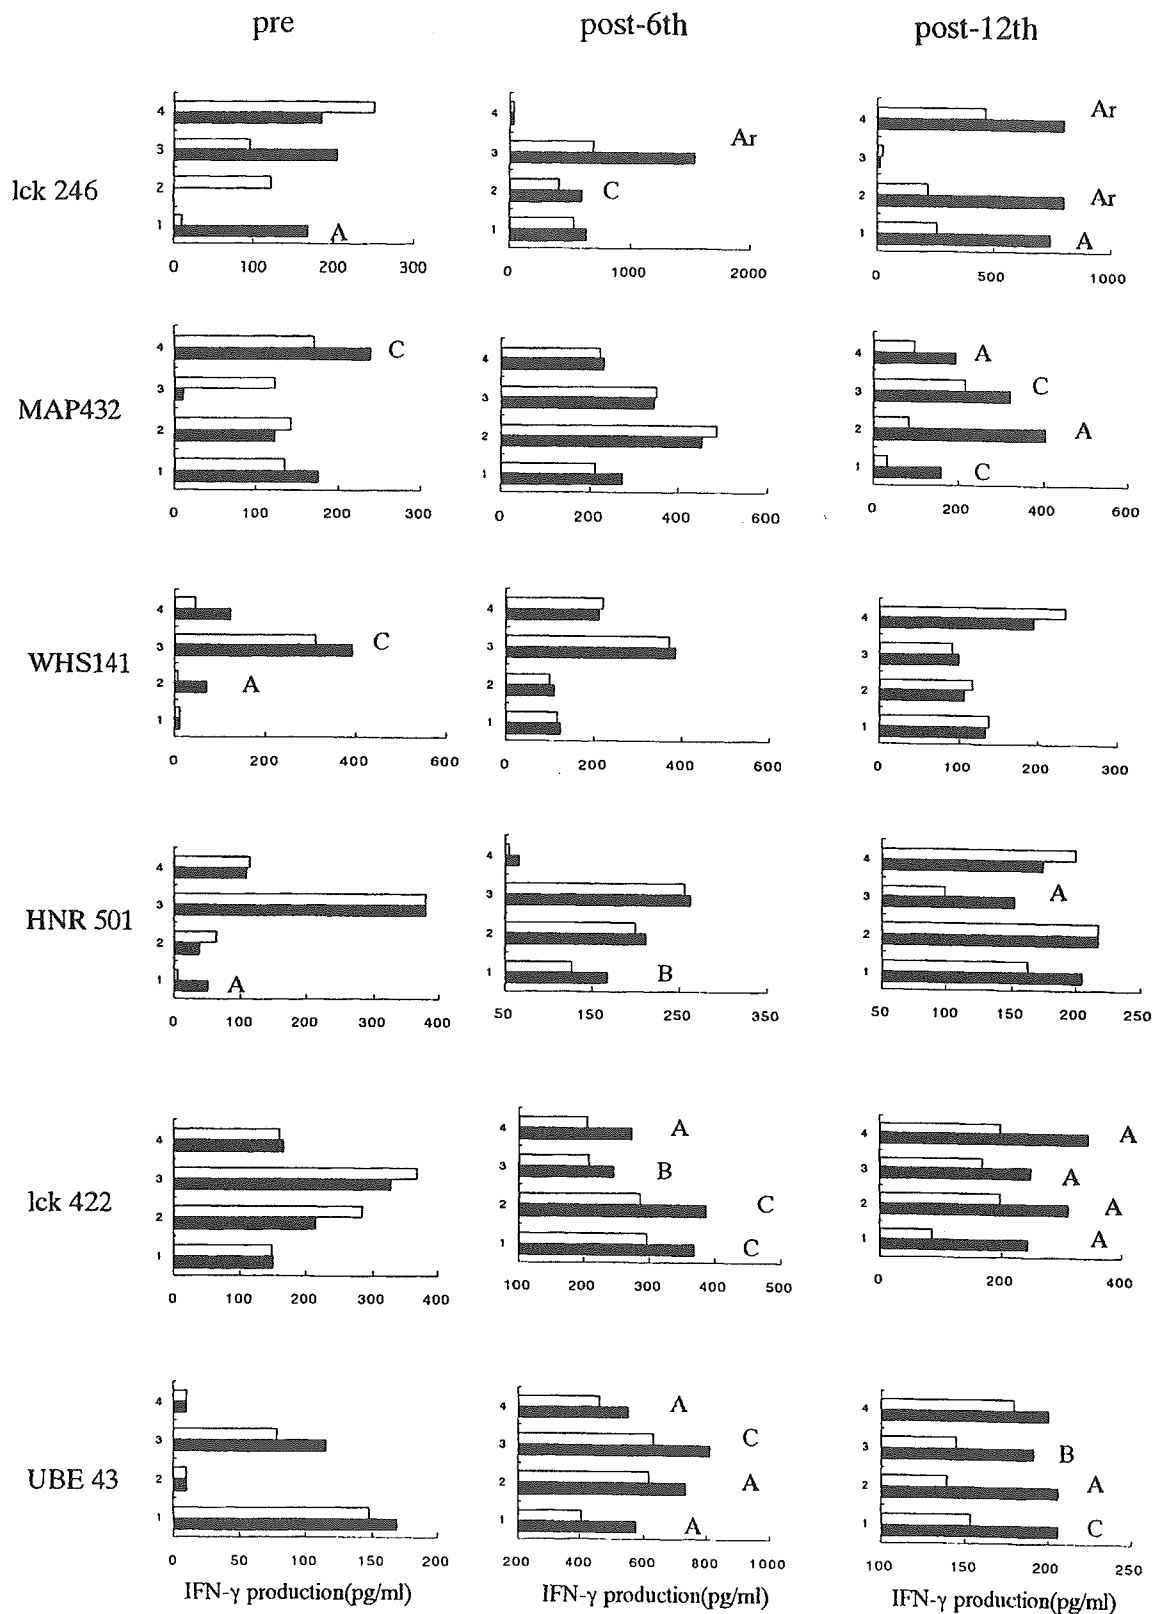 pre post-6th post-12th
lck 246
4
3
2
1 A
0 100 200 300
4
3 Ar
2 C
1
0 1000 2000
4 Ar
3
2 Ar
1 A
0 500 1000
MAP432
4 C
3
2
1
0 100 200 300
4
3
2
1
0 200 400 600
4 A
3 C
2 A
1 C
0 200 400 600
WHS141
4
3 C
2 A
1
0 200 400 600
4
3
2
1
0 200 400 600
4
3
2
1
0 100 200 300
HNR 501
4
3
2
1 A
0 100 200 300 400
4
3
2
1 B
50 150 250 350
4
3 A
2
1
50 100 150 200 250
lck 422
4
3
2
1
0 100 200 300 400
4 A
3 B
2 C
1 C
100 200 300 400 500
4 A
3 A
2 A
1 A
0 200 400
UBE 43
4
3
2
1
0 50 100 150 200
IFN-γ production(pg/ml)
4 A
3 C
2 A
1 A
200 400 600 800 1000
IFN-γ production(pg/ml)
4
3 B
2 A
1 C
100 150 200 250
IFN-γ production(pg/ml)